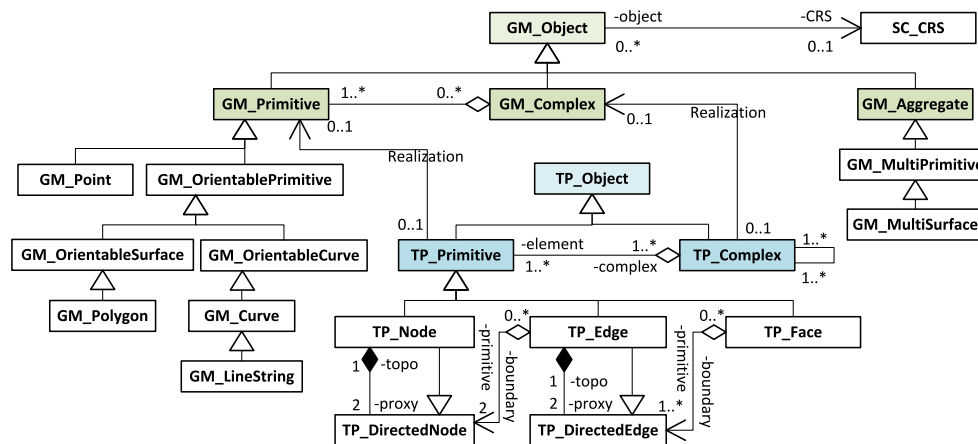 GM_Object
-object
-CRS
SC_CRS
0..*
0..1
GM_Primitive
1..*
0..*
GM_Complex
GM_Aggregate
0..1
0..1
Realization
Realization
GM_Point
GM_OrientablePrimitive
TP_Object
GM_MultiPrimitive
GM_MultiSurface
0..1
0..1
GM_OrientableSurface
GM_OrientableCurve
TP_Primitive
-element
1..*
1..*
-complex
TP_Complex
1..*
1..*
GM_Polygon
GM_Curve
TP_Node
0..*
TP_Edge
0..*
TP_Face
GM_LineString
1
-topo
-primitive
-boundary
1
-topo
-primitive
-boundary
2
-proxy
2
2
-proxy
1..*
TP_DirectedNode
TP_DirectedEdge